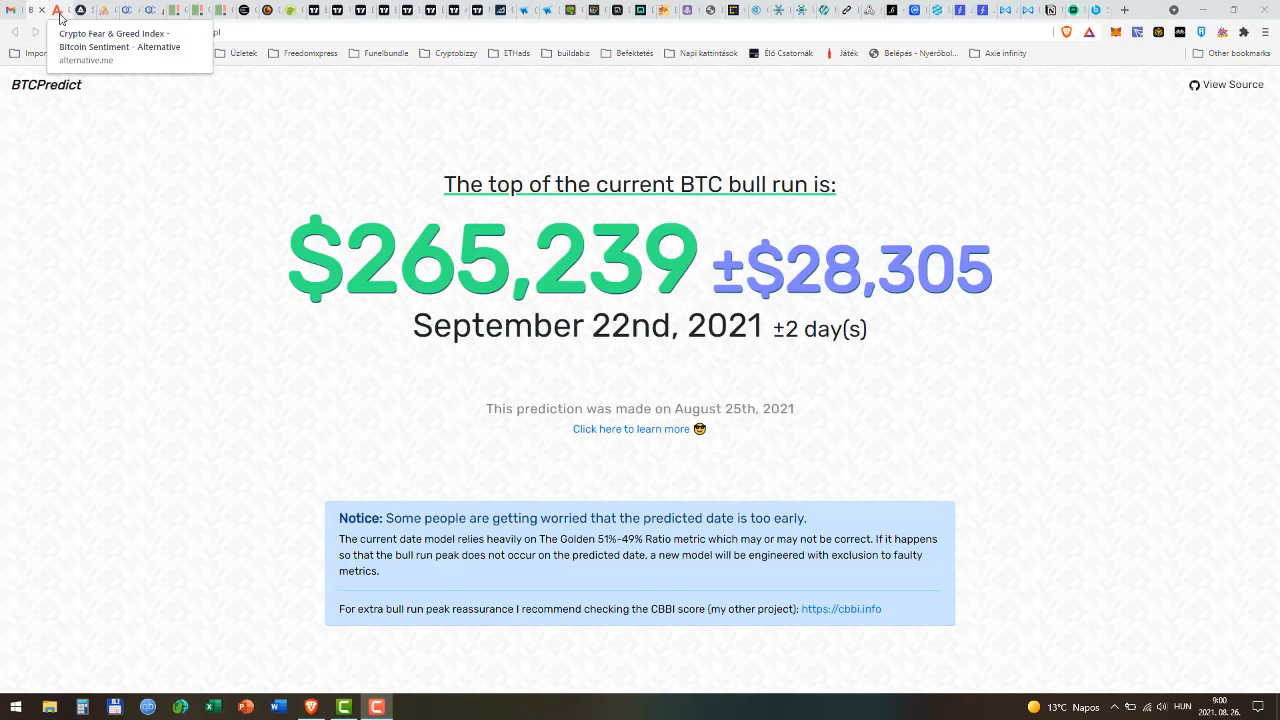 Crypto Fear & Greed Index -
Bitcoin Sentiment - Alternative
alternative.me
B
pl
Impor
Üzletek
Freedomxpress
Funelbundle
Cryptobizzy
ETHads
buildabiz
Befektetés
Napi kattintások
Élő Csatornák
Játék
Belépés - Nyerőbol...
Axie infinity
Other bookmarks
BTCPredict
View Source
The top of the current BTC bull run is:
$265,239 ±$28,305
September 22nd, 2021 ±2 day(s)
This prediction was made on August 25th, 2021
Click here to learn more
Notice: Some people are getting worried that the predicted date is too early.
The current date model relies heavily on The Golden 51%-49% Ratio metric which may or may not be correct. If it happens
so that the bull run peak does not occur on the predicted date, a new model will be engineered with exclusion to faulty
metrics.
For extra bull run peak reassurance I recommend checking the CBBI score (my other project): https://cbbi.info
13°C Napos
HUN
9:00
2021. 08. 26.